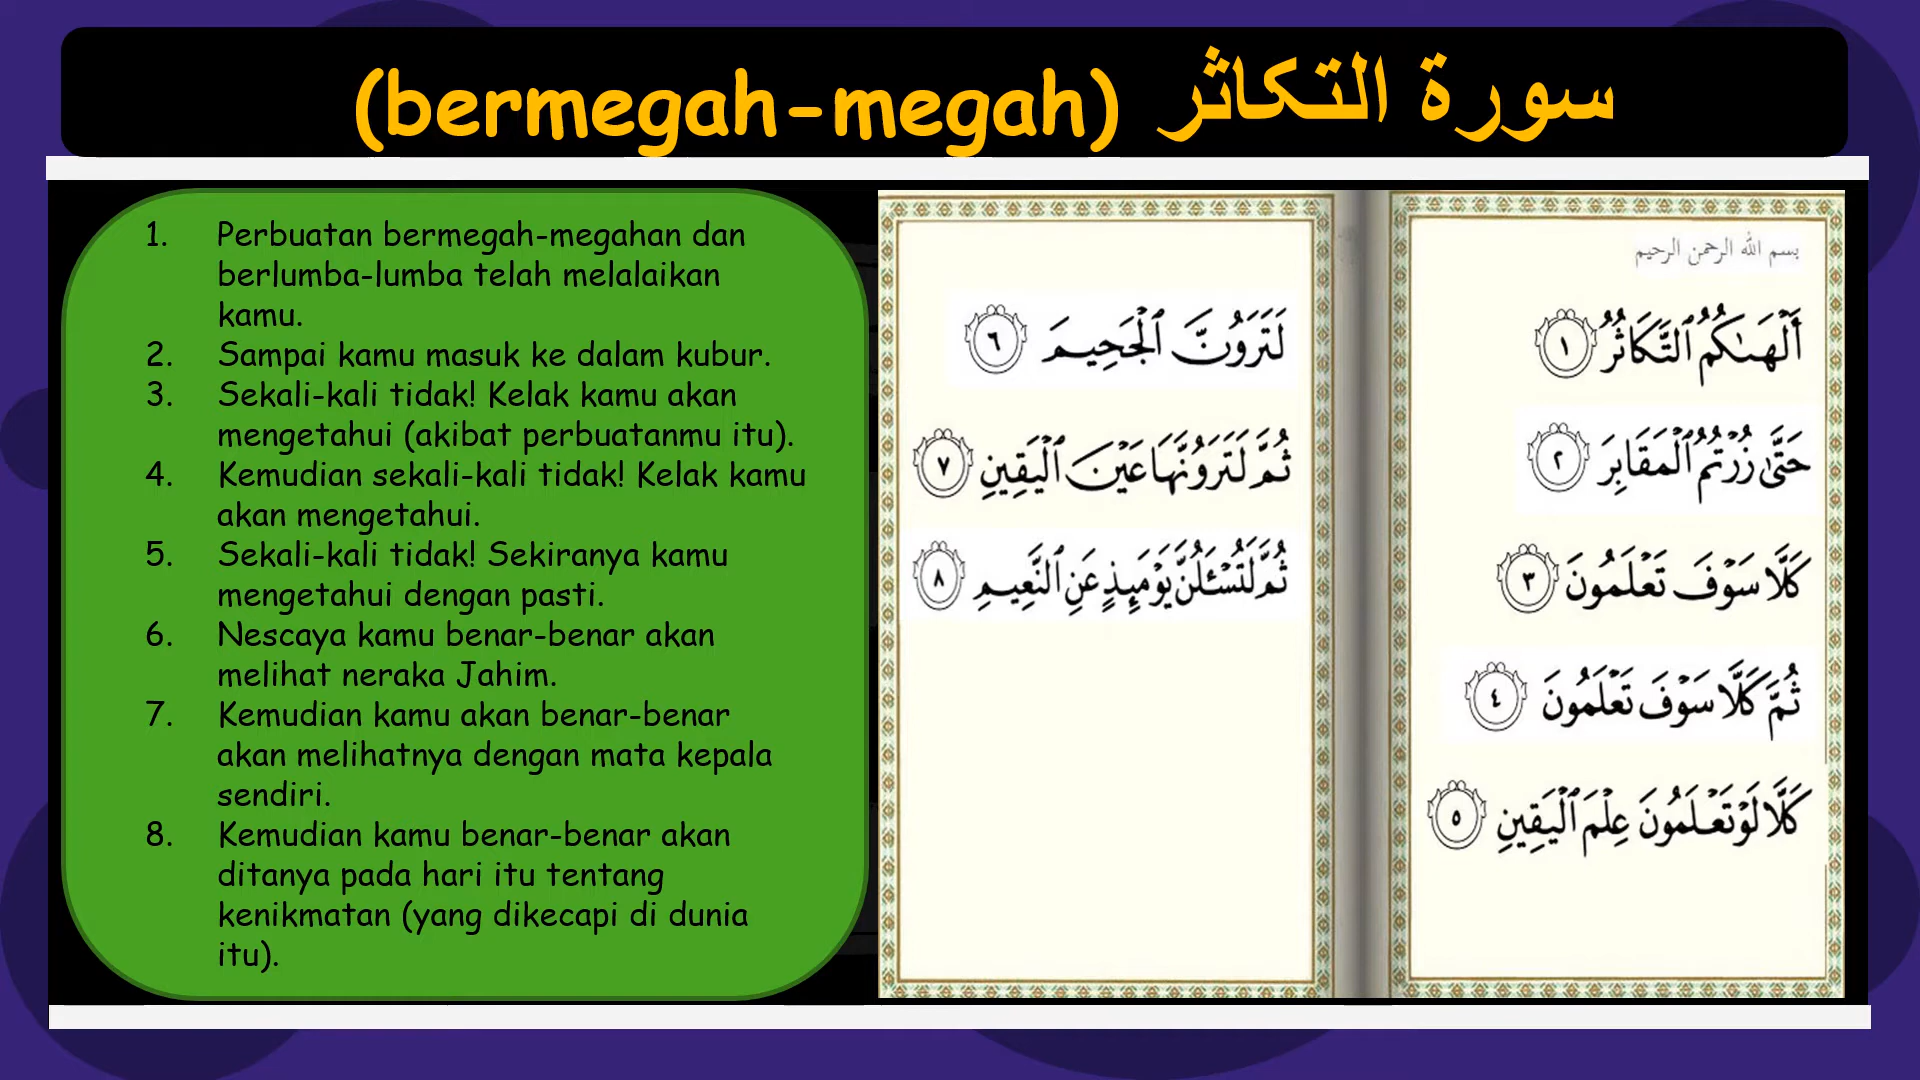 سورة التكاثر (bermegah-megah)
1. Perbuatan bermegah-megahan dan
berlumba-lumba telah melalaikan
kamu.
2. Sampai kamu masuk ke dalam kubur.
3. Sekali-kali tidak! Kelak kamu akan
mengetahui (akibat perbuatanmu itu).
4. Kemudian sekali-kali tidak! Kelak kamu
akan mengetahui.
5. Sekali-kali tidak! Sekiranya kamu
mengetahui dengan pasti.
6. Nescaya kamu benar-benar akan
melihat neraka Jahim.
7. Kemudian kamu akan benar-benar
akan melihatnya dengan mata kepala
sendiri.
8. Kemudian kamu benar-benar akan
ditanya pada hari itu tentang
kenikmatan (yang dikecapi di dunia
itu).
بسم الله الرحمن الرحيم
أَلْهَىٰكُمُ ٱلتَّكَاثُرُ ١
حَتَّىٰ زُرْتُمُ ٱلْمَقَابِرَ ٢
كَلَّا سَوْفَ تَعْلَمُونَ ٣
ثُمَّ كَلَّا سَوْفَ تَعْلَمُونَ ٤
كَلَّا لَوْ تَعْلَمُونَ عِلْمَ ٱلْيَقِينِ ٥
لَتَرَوُنَّ ٱلْجَحِيمَ ٦
ثُمَّ لَتَرَوُنَّهَا عَيْنَ ٱلْيَقِينِ ٧
ثُمَّ لَتُسْـَٔلُنَّ يَوْمَئِذٍ عَنِ ٱلنَّعِيمِ ٨